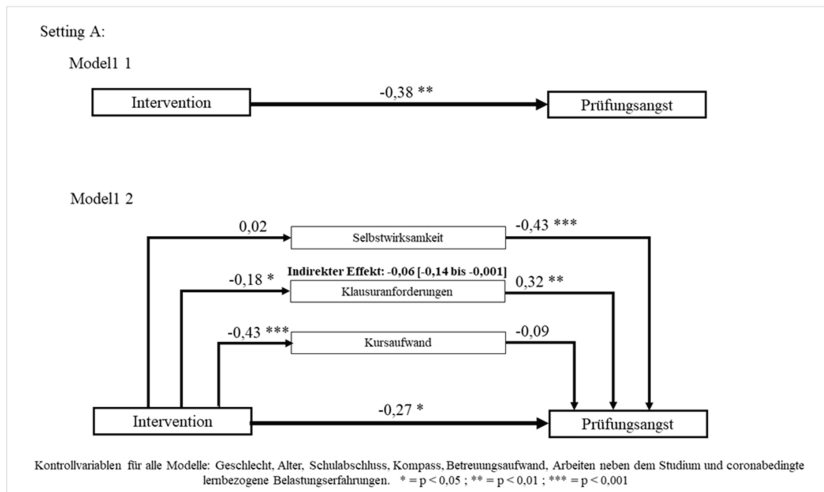 Setting A:
Model1 1
-0,38 **
Intervention
Prüfungsangst
Model1 2
0,02
-0,43 ***
Selbstwirksamkeit
Indirekter Effekt: -0,06 [-0,14 bis -0,001]
-0,18 *
0,32 **
Klausuranforderungen
-0,43 ***
-0,09
Kursaufwand
-0,27 *
Intervention
Prüfungsangst
Kontrollvariablen für alle Modelle: Geschlecht, Alter, Schulabschluss, Kompass, Betreuungsaufwand, Arbeiten neben dem Studium und coronabedingte
lernbezogene Belastungserfahrungen. * = p < 0,05 ; ** = p < 0,01 ; *** = p < 0,001